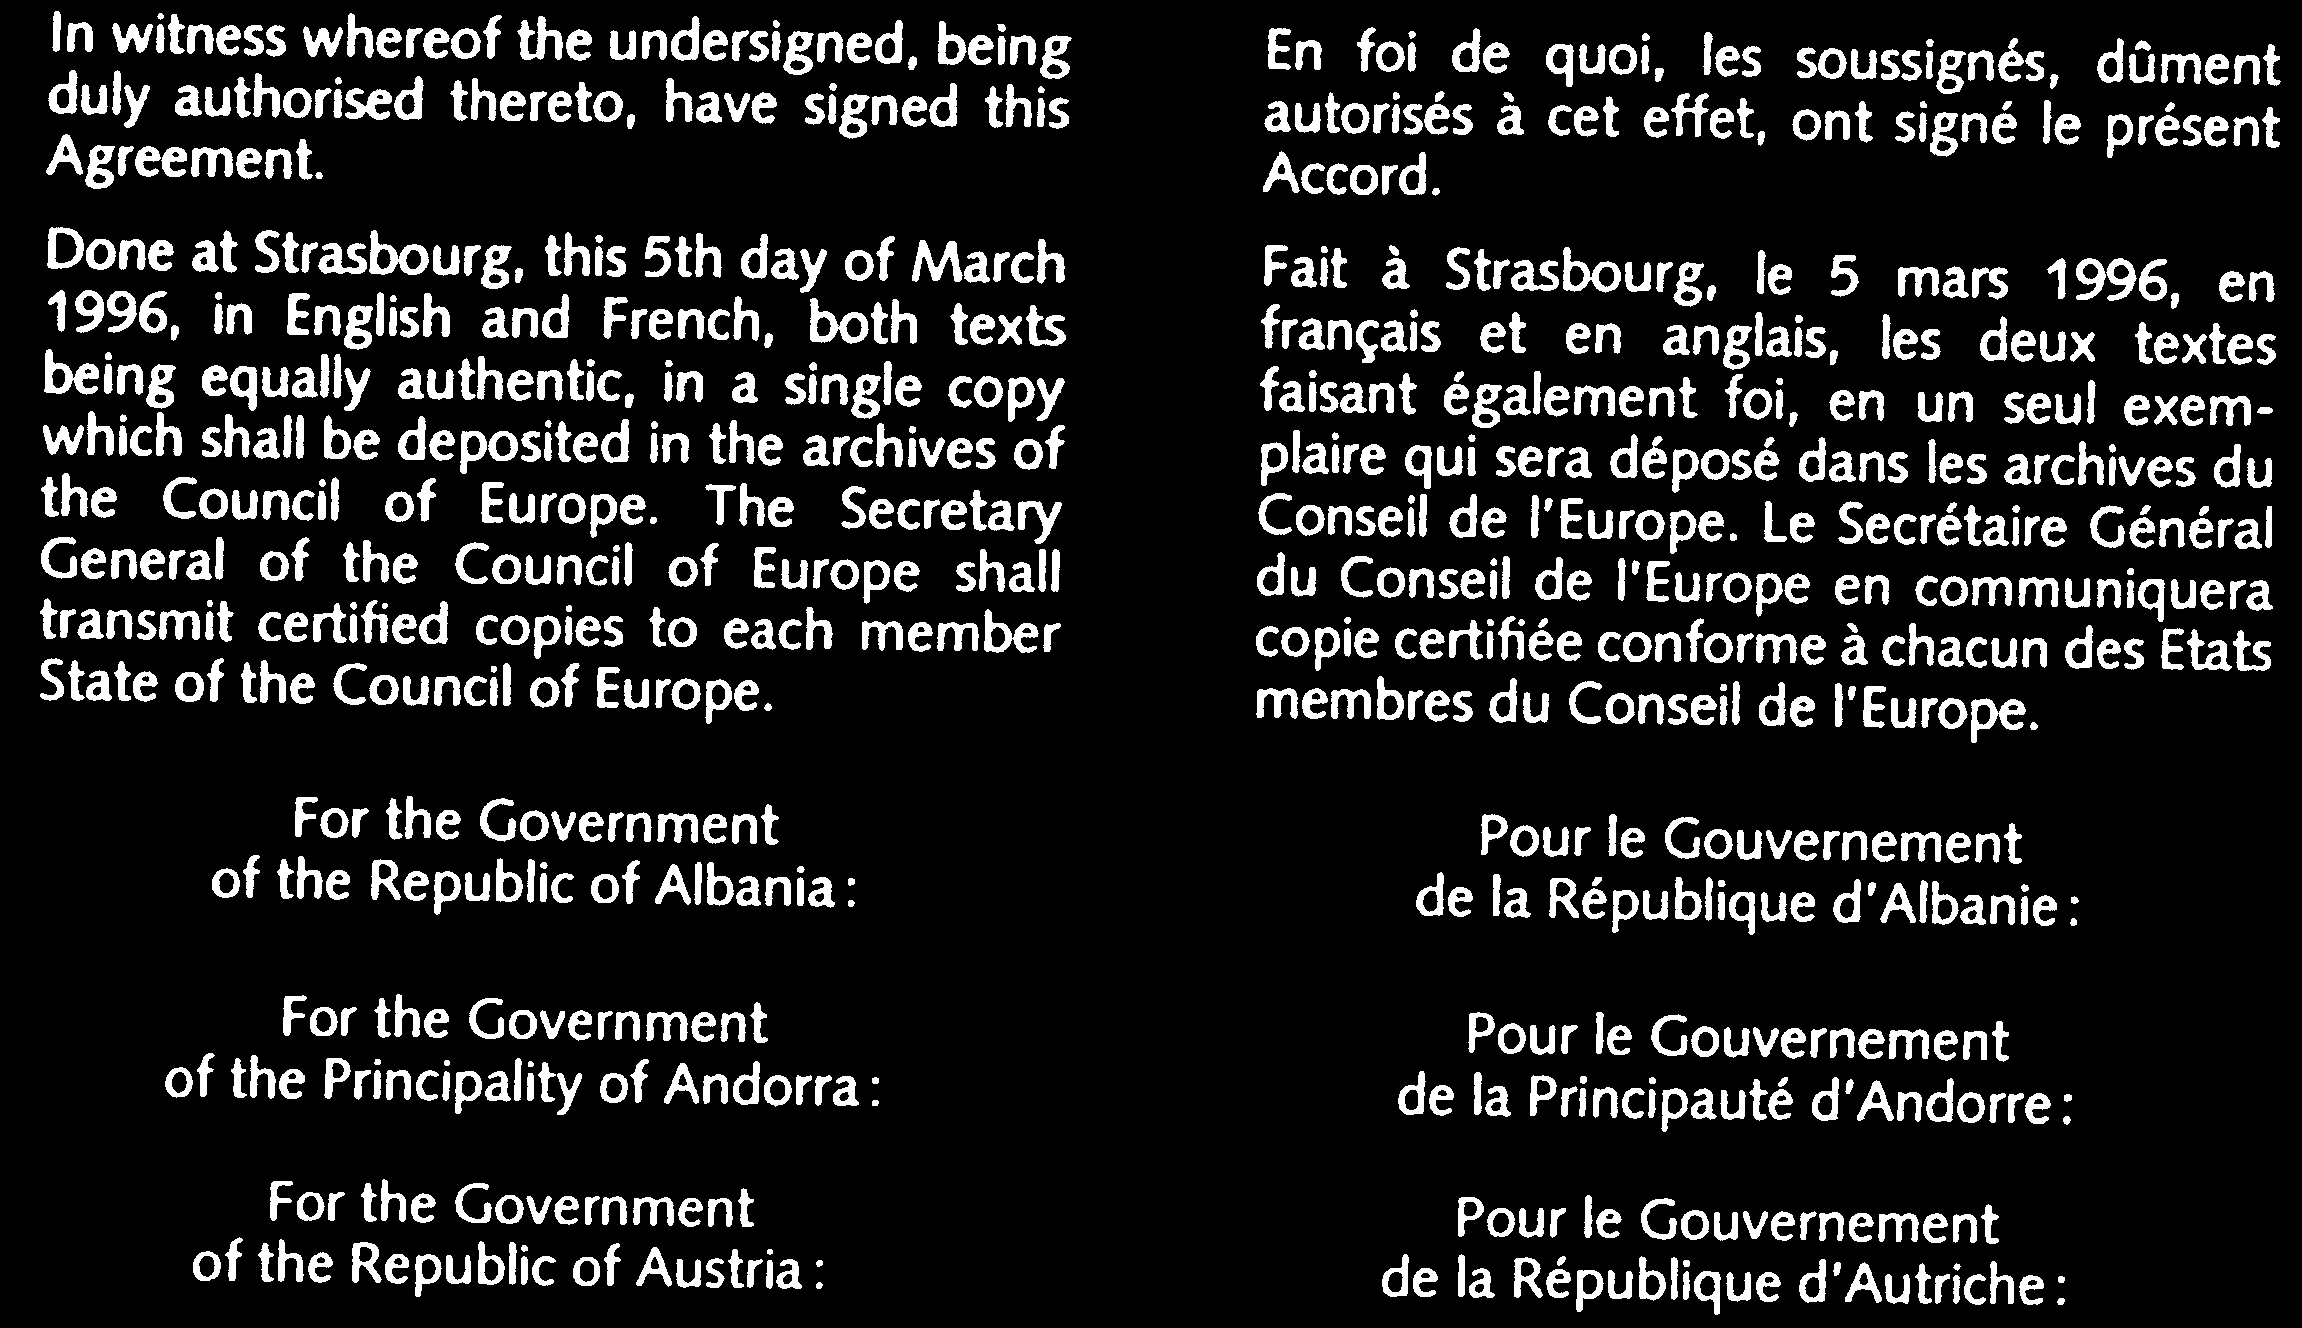 In witness whereof the undersigned, being
duly authorised thereto, have signed this
Agreement.
Done at Strasbourg, this 5th day of March
1996, in English and French, both texts
being equally authentic, in a single copy
which shall be deposited in the archives of
the Council of Europe. The Secretary
General of the Council of Europe shall
transmit certified copies to each member
State of the Council of Europe.
For the Government
of the Republic of Albania :
For the Government
of the Principality of Andorra :
For the Government
of the Republic of Austria :
En foi de quoi, les soussignés, dûment
autorisés à cet effet, ont signé le présent
Accord.
Fait à Strasbourg, le 5 mars 1996, en
français et en anglais, les deux textes
faisant également foi, en un seul exem-
plaire qui sera déposé dans les archives du
Conseil de l'Europe. Le Secrétaire Général
du Conseil de l'Europe en communiquera
copie certifiée conforme à chacun des Etats
membres du Conseil de l'Europe.
Pour le Gouvernement
de la République d'Albanie :
Pour le Gouvernement
de la Principauté d'Andorre :
Pour le Gouvernement
de la République d'Autriche :